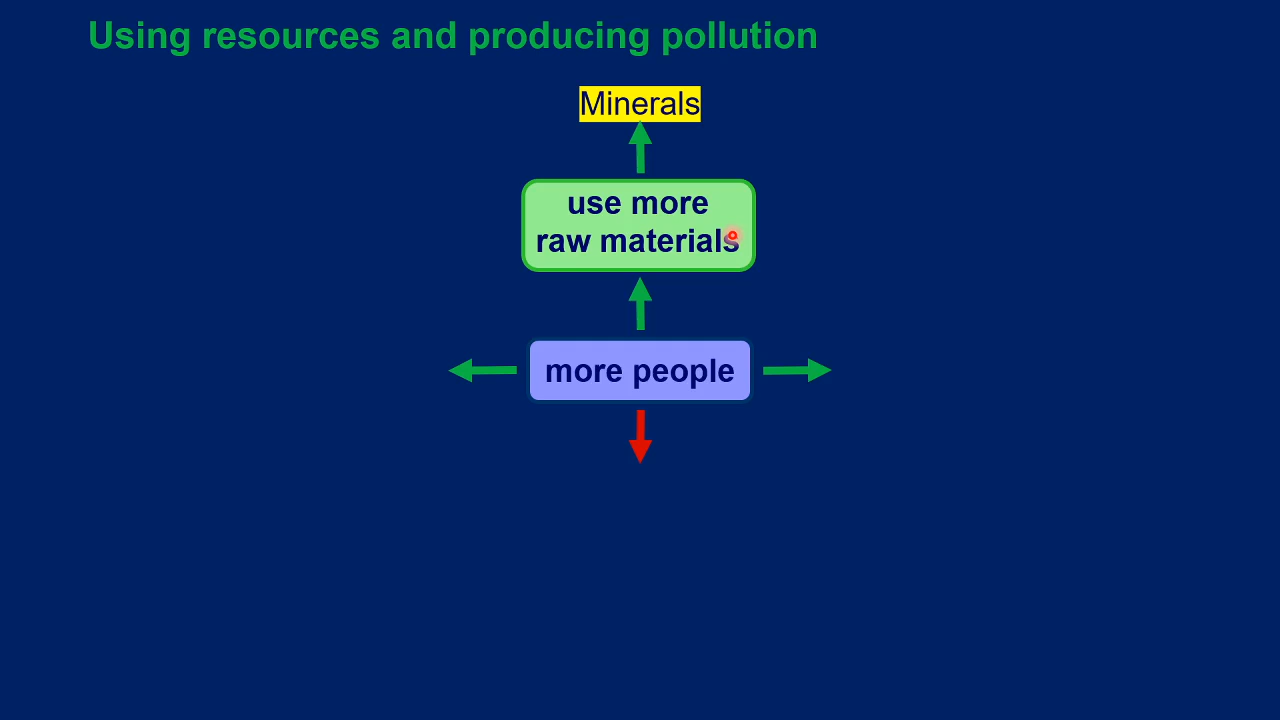 Using resources and producing pollution
Minerals
use more
raw materials
more people